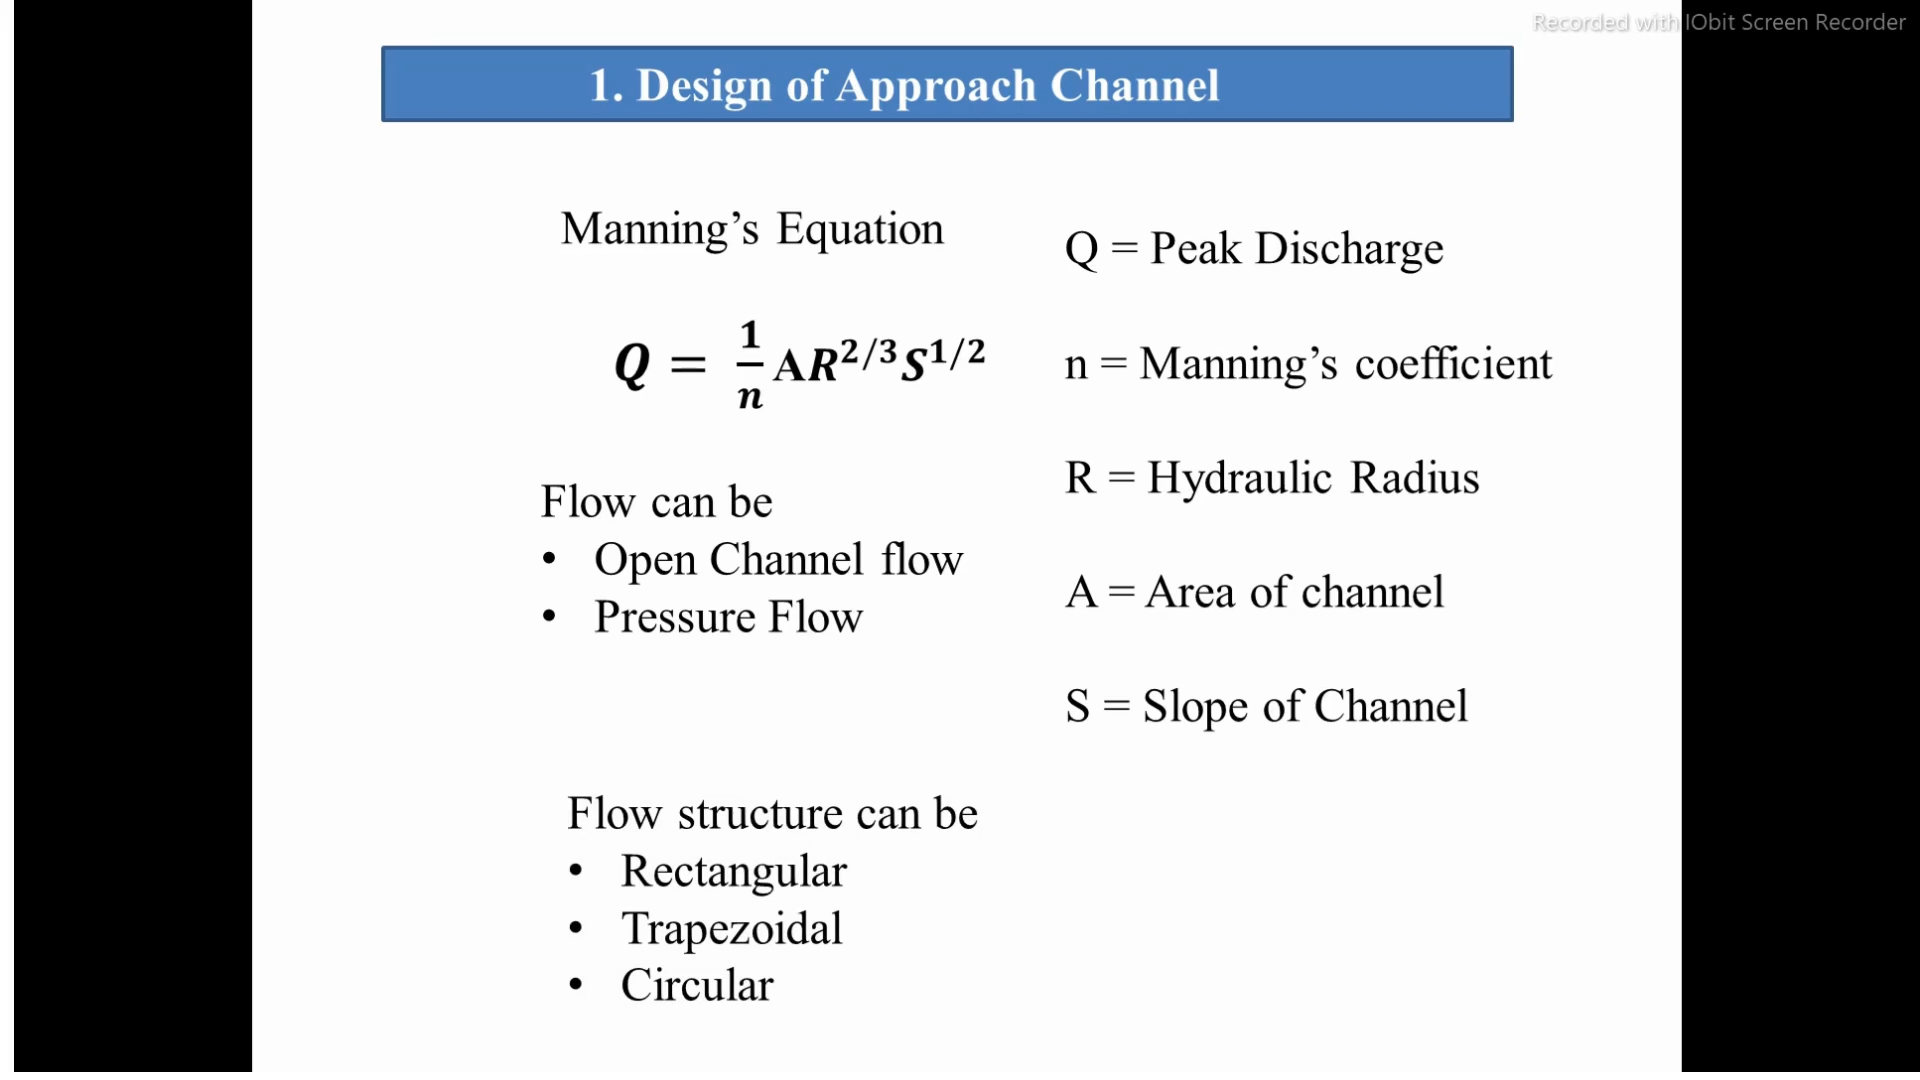 Recorded with IObit Screen Recorder
1. Design of Approach Channel
Manning’s Equation
Q = 1/n AR^2/3 S^1/2
Flow can be
• Open Channel flow
• Pressure Flow
Flow structure can be
• Rectangular
• Trapezoidal
• Circular
Q = Peak Discharge
n = Manning’s coefficient
R = Hydraulic Radius
A = Area of channel
S = Slope of Channel